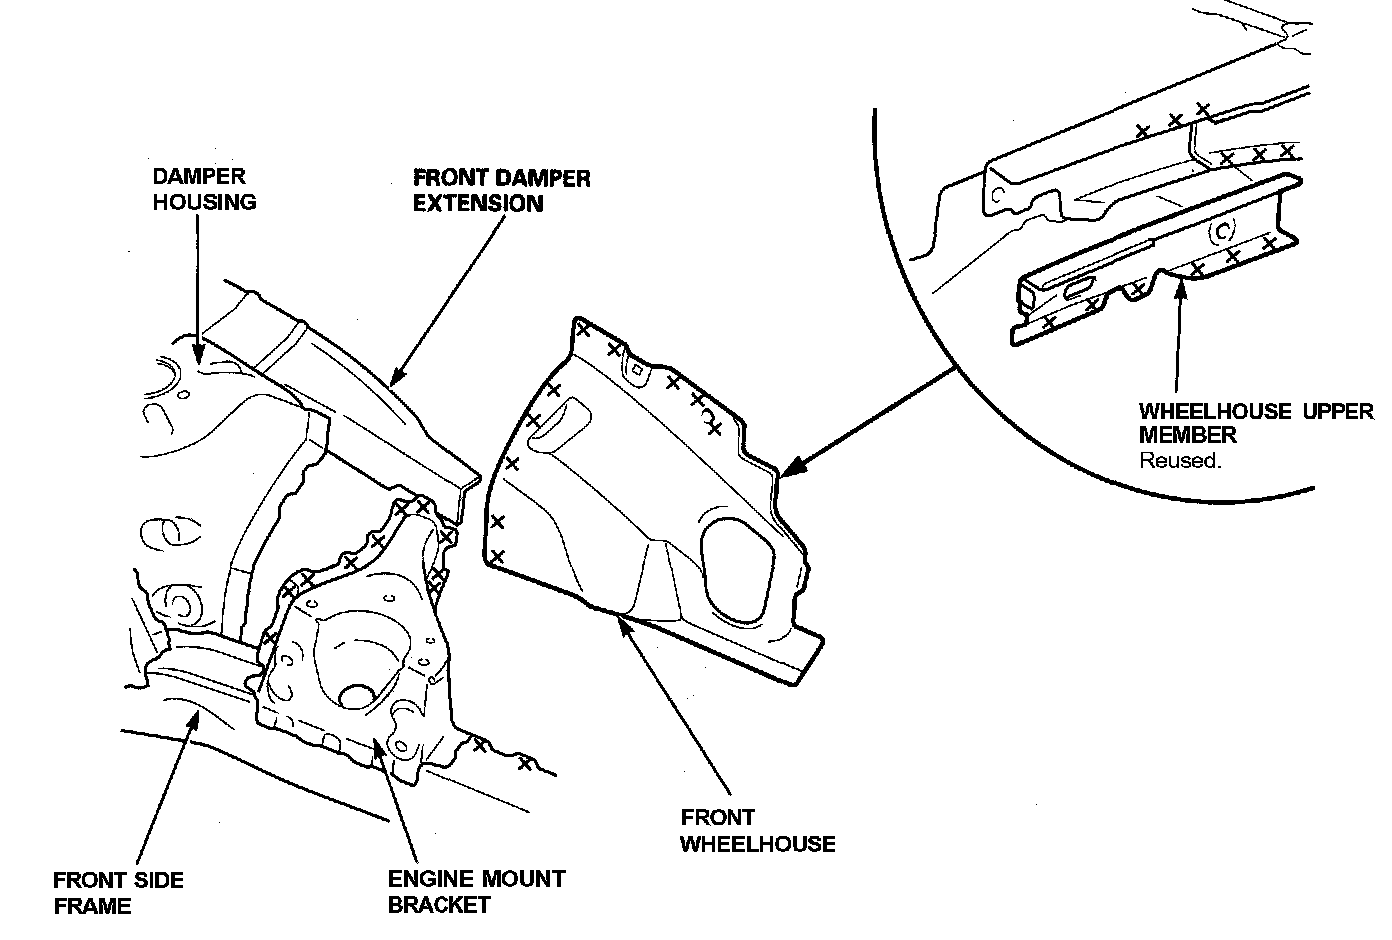 DAMPER
HOUSING
FRONT DAMPER
EXTENSION
WHEELHOUSE UPPER
MEMBER
Reused.
FRONT
WHEELHOUSE
FRONT SIDE
FRAME
ENGINE MOUNT
BRACKET